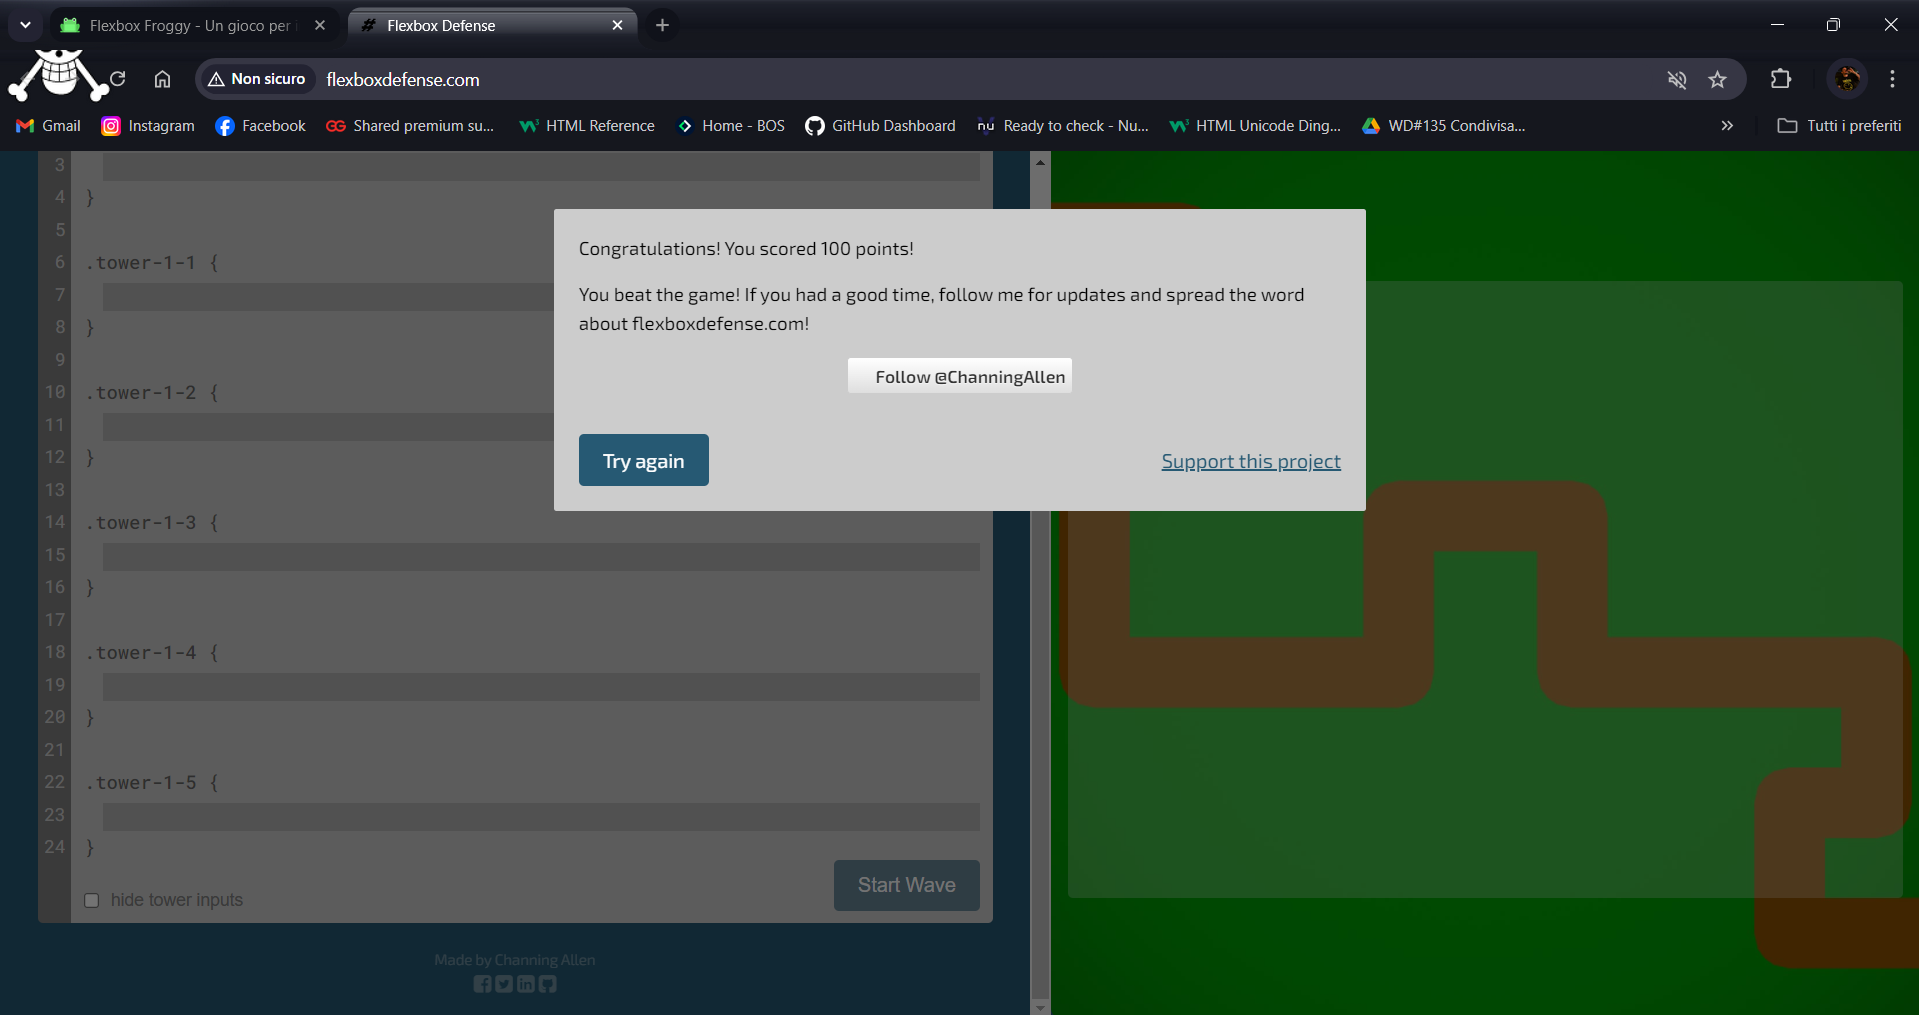 Flexbox Froggy - Un gioco per i
Flexbox Defense
Non sicuro
flexboxdefense.com
Gmail
Instagram
Facebook
Shared premium su...
HTML Reference
Home - BOS
GitHub Dashboard
Ready to check - Nu...
HTML Unicode Ding...
WD#135 Condivisa...
Tutti i preferiti
3
4 }
5
6 .tower-1-1 {
7
8 }
9
10 .tower-1-2 {
11
12 }
13
14 .tower-1-3 {
15
16 }
17
18 .tower-1-4 {
19
20 }
21
22 .tower-1-5 {
23
24 }
hide tower inputs
Start Wave
Made by Channing Allen
Congratulations! You scored 100 points!
You beat the game! If you had a good time, follow me for updates and spread the word
about flexboxdefense.com!
Follow @ChanningAllen
Try again
Support this project